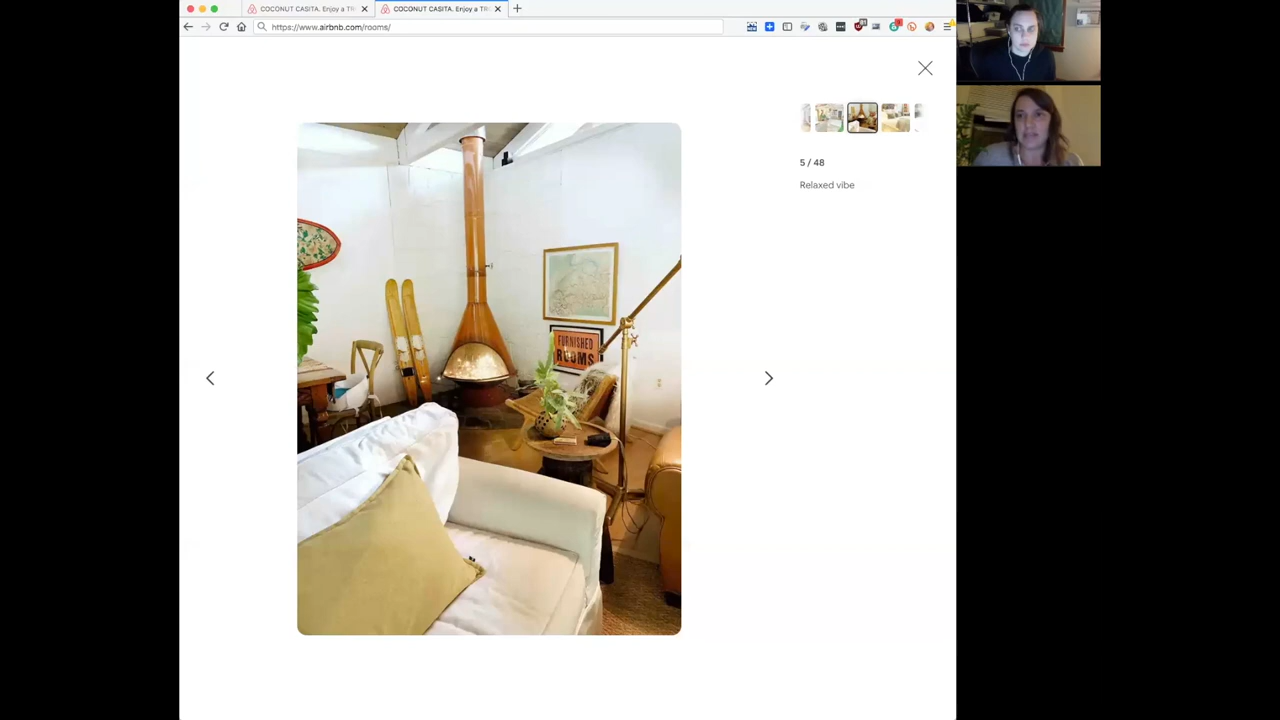 COCONUT CASITA. Enjoy a TR
COCONUT CASITA. Enjoy a TR
https://www.airbnb.com/rooms/
5 / 48
Relaxed vibe
FURNISHED
ROOMS